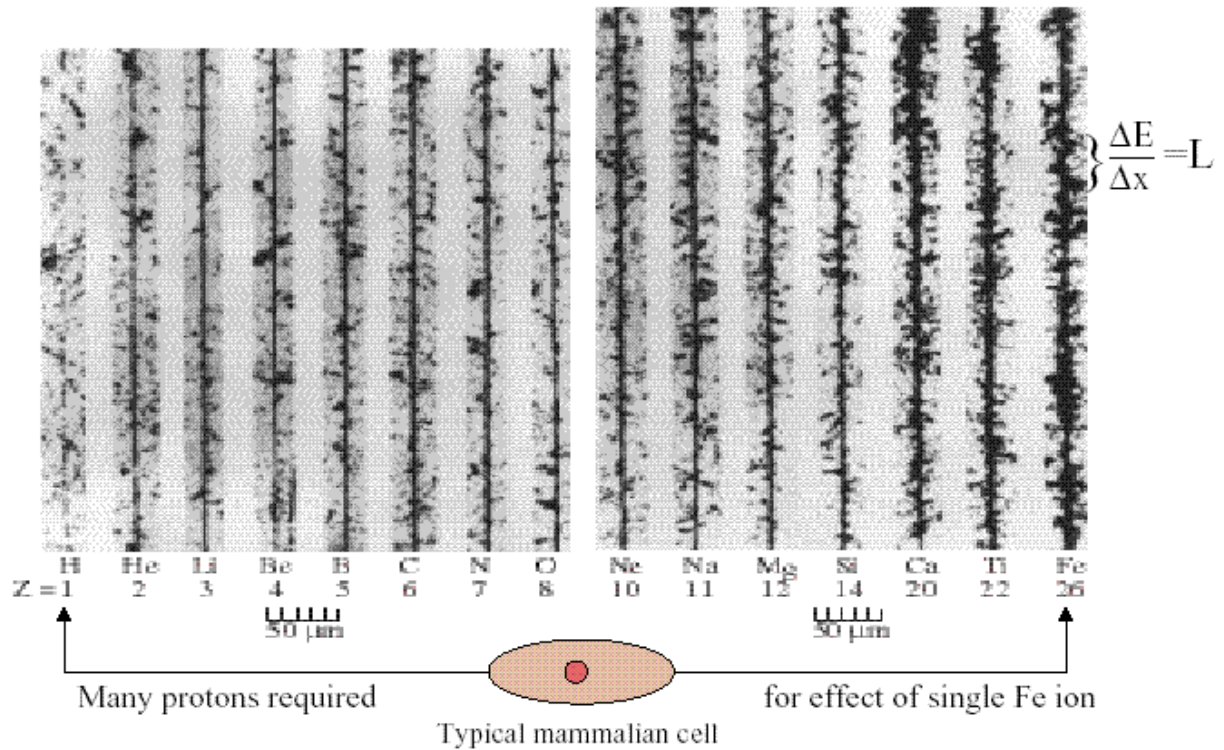 ΔE
Δx
=L
H He Li Be B C N O Ne Na Mg Si Ca Ti Fe
Z = 1 2 3 4 5 6 7 8 10 11 12 14 20 22 26
50 μm 50 μm
Many protons required for effect of single Fe ion
Typical mammalian cell